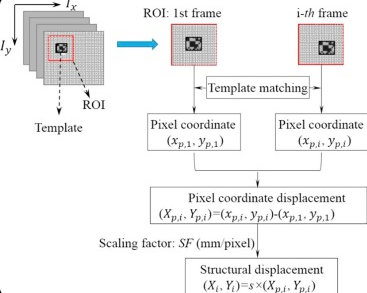 I_x
I_y
ROI
Template
ROI: 1st frame
i-th frame
Template matching
Pixel coordinate
(x_{p,1}, y_{p,1})
Pixel coordinate
(x_{p,i}, y_{p,i})
Pixel coordinate displacement
(X_{p,i}, Y_{p,i})=(x_{p,i}, y_{p,i})-(x_{p,1}, y_{p,1})
Scaling factor: SF (mm/pixel)
Structural displacement
(X_i, Y_i)=s×(X_{p,i}, Y_{p,i})